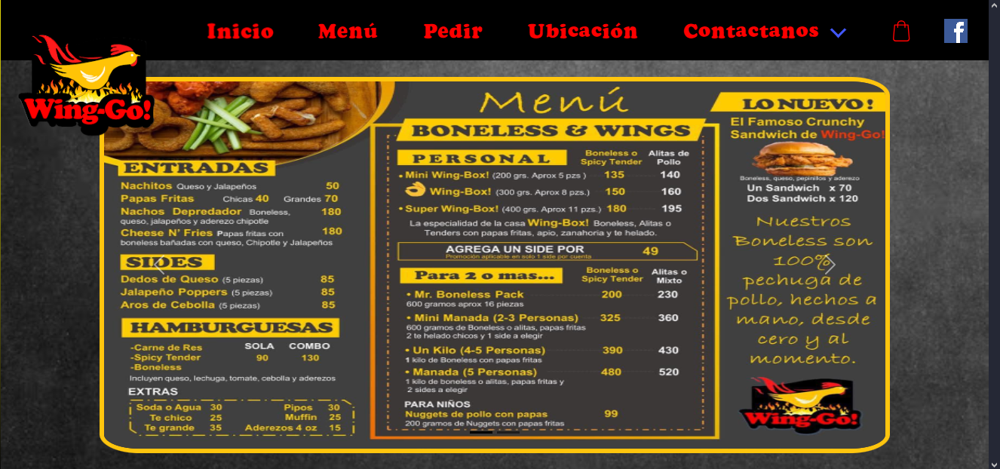 Inicio Menú Pedir Ubicación Contactanos
f
Wing-Go!
Menú
ENTRADAS
Nachitos Queso y Jalapeños 50
Papas Fritas Chicas 40 Grandes 70
Nachos Depredador Boneless, 180
queso, jalapeños y aderezo chipotle
Cheese N' Fries Papas fritas con 180
boneless bañadas con queso, Chipotle y Jalapeños
SIDES
Dedos de Queso (5 piezas) 85
Jalapeño Poppers (5 piezas) 85
Aros de Cebolla (5 piezas) 85
HAMBURGUESAS
SOLA COMBO
-Carne de Res
-Spicy Tender 90 130
-Boneless
Incluyen queso, lechuga, tomate, cebolla y aderezos
EXTRAS
Soda o Agua 30 Pipos 30
Te chico 25 Muffin 25
Te grande 35 Aderezos 4 oz 15
BONELESS & WINGS
PERSONAL
Boneless o Alitas de
Spicy Tender Pollo
• Mini Wing-Box! (200 grs. Aprox 5 pzs ) 135 140
Wing-Box! (300 grs. Aprox 8 pzs.) 150 160
• Super Wing-Box! (400 grs. Aprox 11 pzs.) 180 195
La especialidad de la casa Wing-Box! Boneless, Alitas o
Tenders con papas fritas, apio, zanahoria y te helado.
AGREGA UN SIDE POR 49
Promoción aplicable en solo 1 side por cuenta
Para 2 o mas...
Boneless o Alitas o
Spicy Tender Mixto
• Mr. Boneless Pack 200 230
600 gramos aprox 16 piezas
• Mini Manada (2-3 Personas) 325 360
600 gramos de Boneless o alitas, papas fritas
2 te helado chicos y 1 side a elegir
• Un Kilo (4-5 Personas) 390 430
1 kilo de Boneless con papas fritas
• Manada (5 Personas) 480 520
1 kilo de boneless o alitas, papas fritas y
2 sides a elegir
PARA NIÑOS
Nuggets de pollo con papas 99
200 gramos de Nuggets con papas fritas
LO NUEVO!
El Famoso Crunchy
Sandwich de Wing-Go!
Boneless, queso, pepinillos y aderezo
Un Sandwich x 70
Dos Sandwich x 120
Nuestros
Boneless son
100%
pechuga de
pollo, hechos a
mano, desde
cero y al
momento.
Wing-Go!